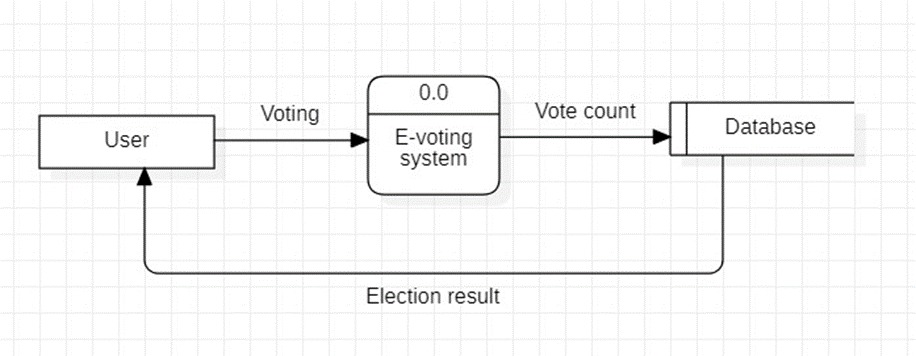 0.0
Voting
Vote count
User
E-voting
system
Database
Election result